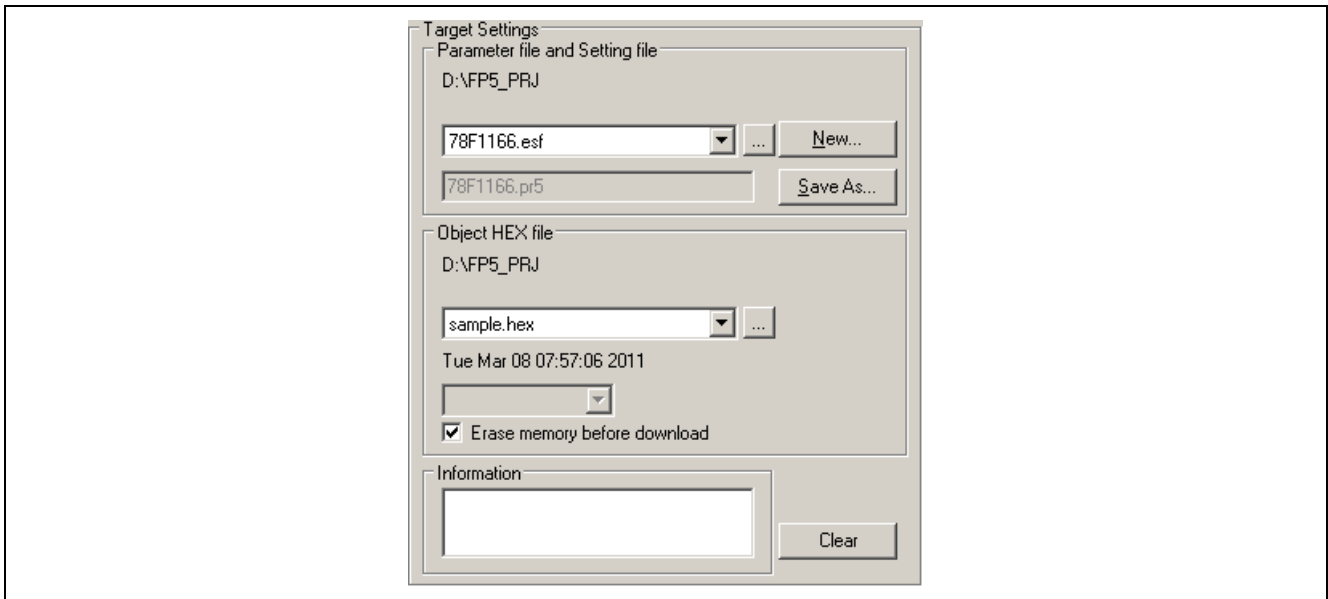 Target Settings
Parameter file and Setting file
D:\FP5_PRJ
78F1166.esf
...
New...
78F1166.pr5
Save As...
Object HEX file
D:\FP5_PRJ
sample.hex
...
Tue Mar 08 07:57:06 2011
Erase memory before download
Information
Clear